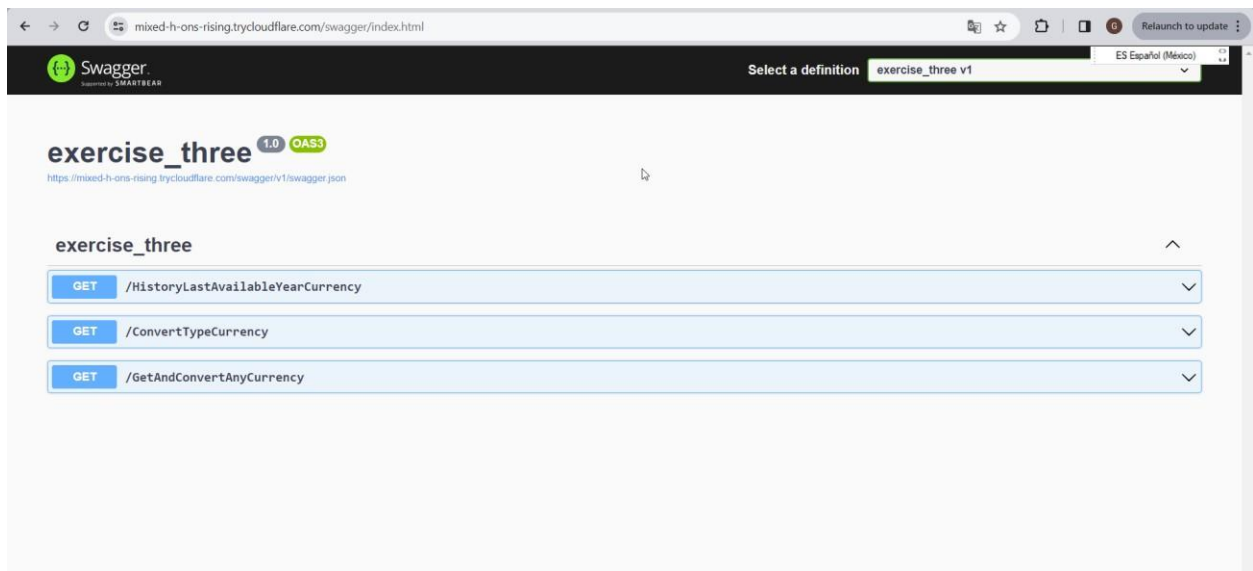 mixed-h-ons-rising.trycloudflare.com/swagger/index.html
G
Relaunch to update
Swagger.
Supported by SMARTBEAR
Select a definition
exercise_three v1
ES Español (México)
exercise_three 1.0 OAS3
https://mixed-h-ons-rising.trycloudflare.com/swagger/v1/swagger.json
exercise_three
GET /HistoryLastAvailableYearCurrency
GET /ConvertTypeCurrency
GET /GetAndConvertAnyCurrency